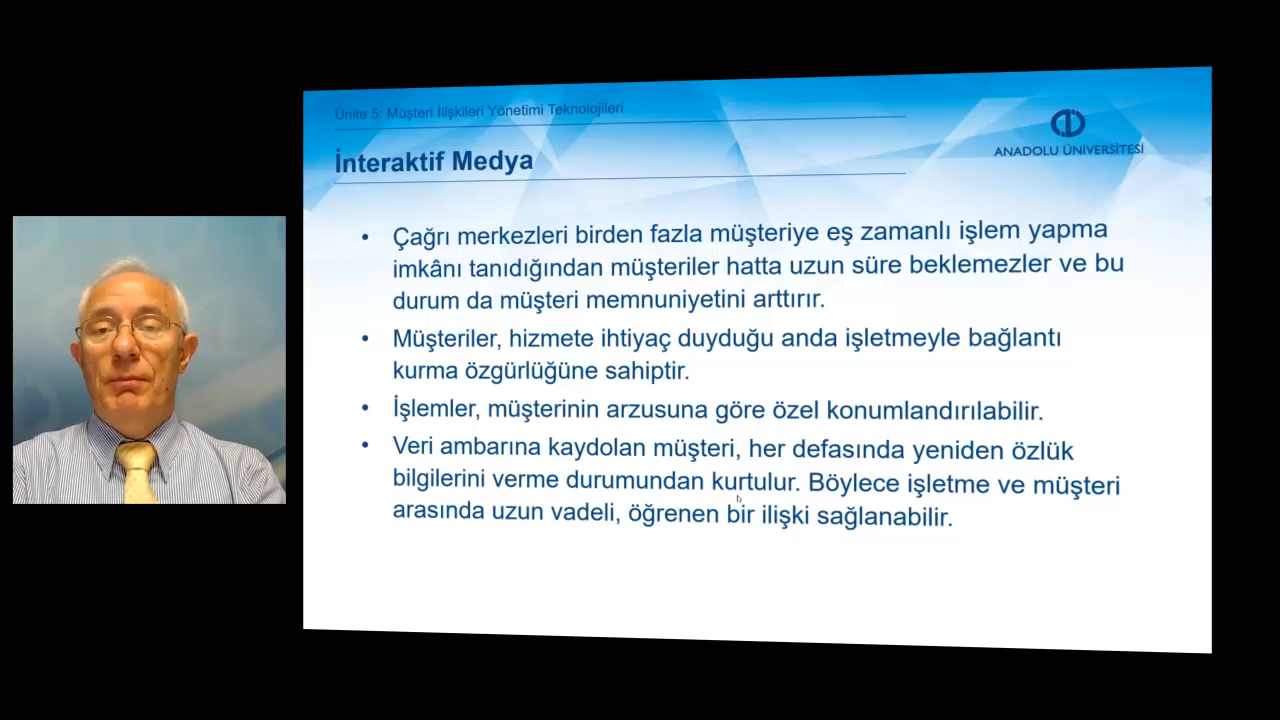 Ünite 5: Müşteri İlişkileri Yönetimi Teknolojileri
İnteraktif Medya
ANADOLU ÜNİVERSİTESİ
• Çağrı merkezleri birden fazla müşteriye eş zamanlı işlem yapma
imkânı tanıdığından müşteriler hatta uzun süre beklemezler ve bu
durum da müşteri memnuniyetini arttırır.
• Müşteriler, hizmete ihtiyaç duyduğu anda işletmeyle bağlantı
kurma özgürlüğüne sahiptir.
• İşlemler, müşterinin arzusuna göre özel konumlandırılabilir.
• Veri ambarına kaydolan müşteri, her defasında yeniden özlük
bilgilerini verme durumundan kurtulur. Böylece işletme ve müşteri
arasında uzun vadeli, öğrenen bir ilişki sağlanabilir.